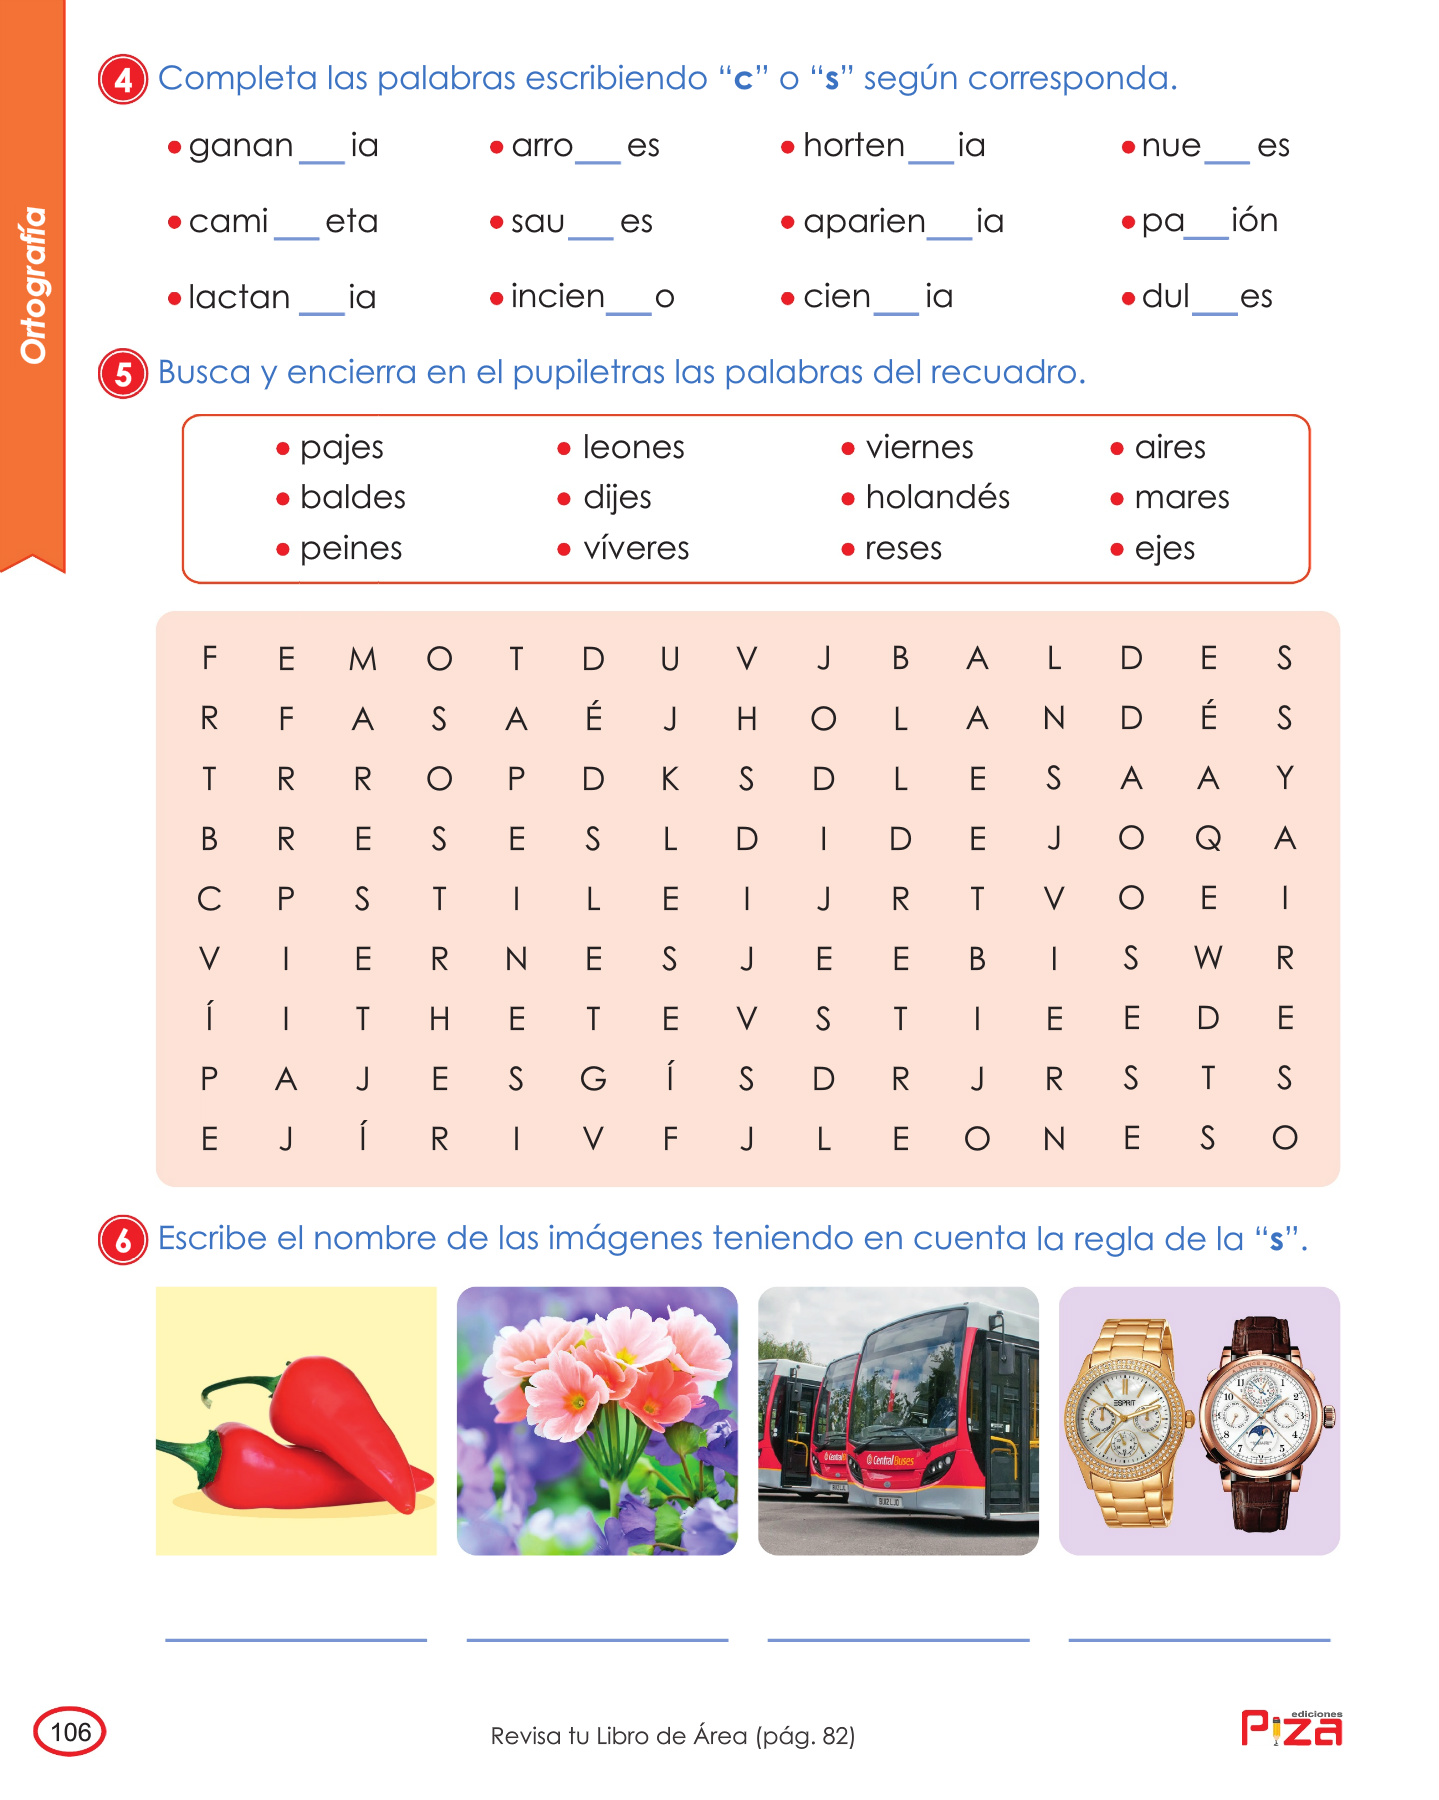 Ortografía
4 Completa las palabras escribiendo “c” o “s” según corresponda.
• ganan___ia • arro___es • horten___ia • nue___es
• cami___eta • sau___es • aparien___ia • pa___ión
• lactan___ia • incien___o • cien___ia • dul___es
5 Busca y encierra en el pupiletras las palabras del recuadro.
• pajes • leones • viernes • aires
• baldes • dijes • holandés • mares
• peines • víveres • reses • ejes
F E M O T D U V J B A L D E S
R F A S A É J H O L A N D É S
T R R O P D K S D L E S A A Y
B R E S E S L D I D E J O Q A
C P S T I L E I J R T V O E I
V I E R N E S J E E B I S W R
Í I T H E T E V S T I E E D E
P A J E S G Í S D R J R S T S
E J Í R I V F J L E O N E S O
6 Escribe el nombre de las imágenes teniendo en cuenta la regla de la “s”.
Central Buses
ESPRIT
106
Revisa tu Libro de Área (pág. 82)
ediciones
Piza